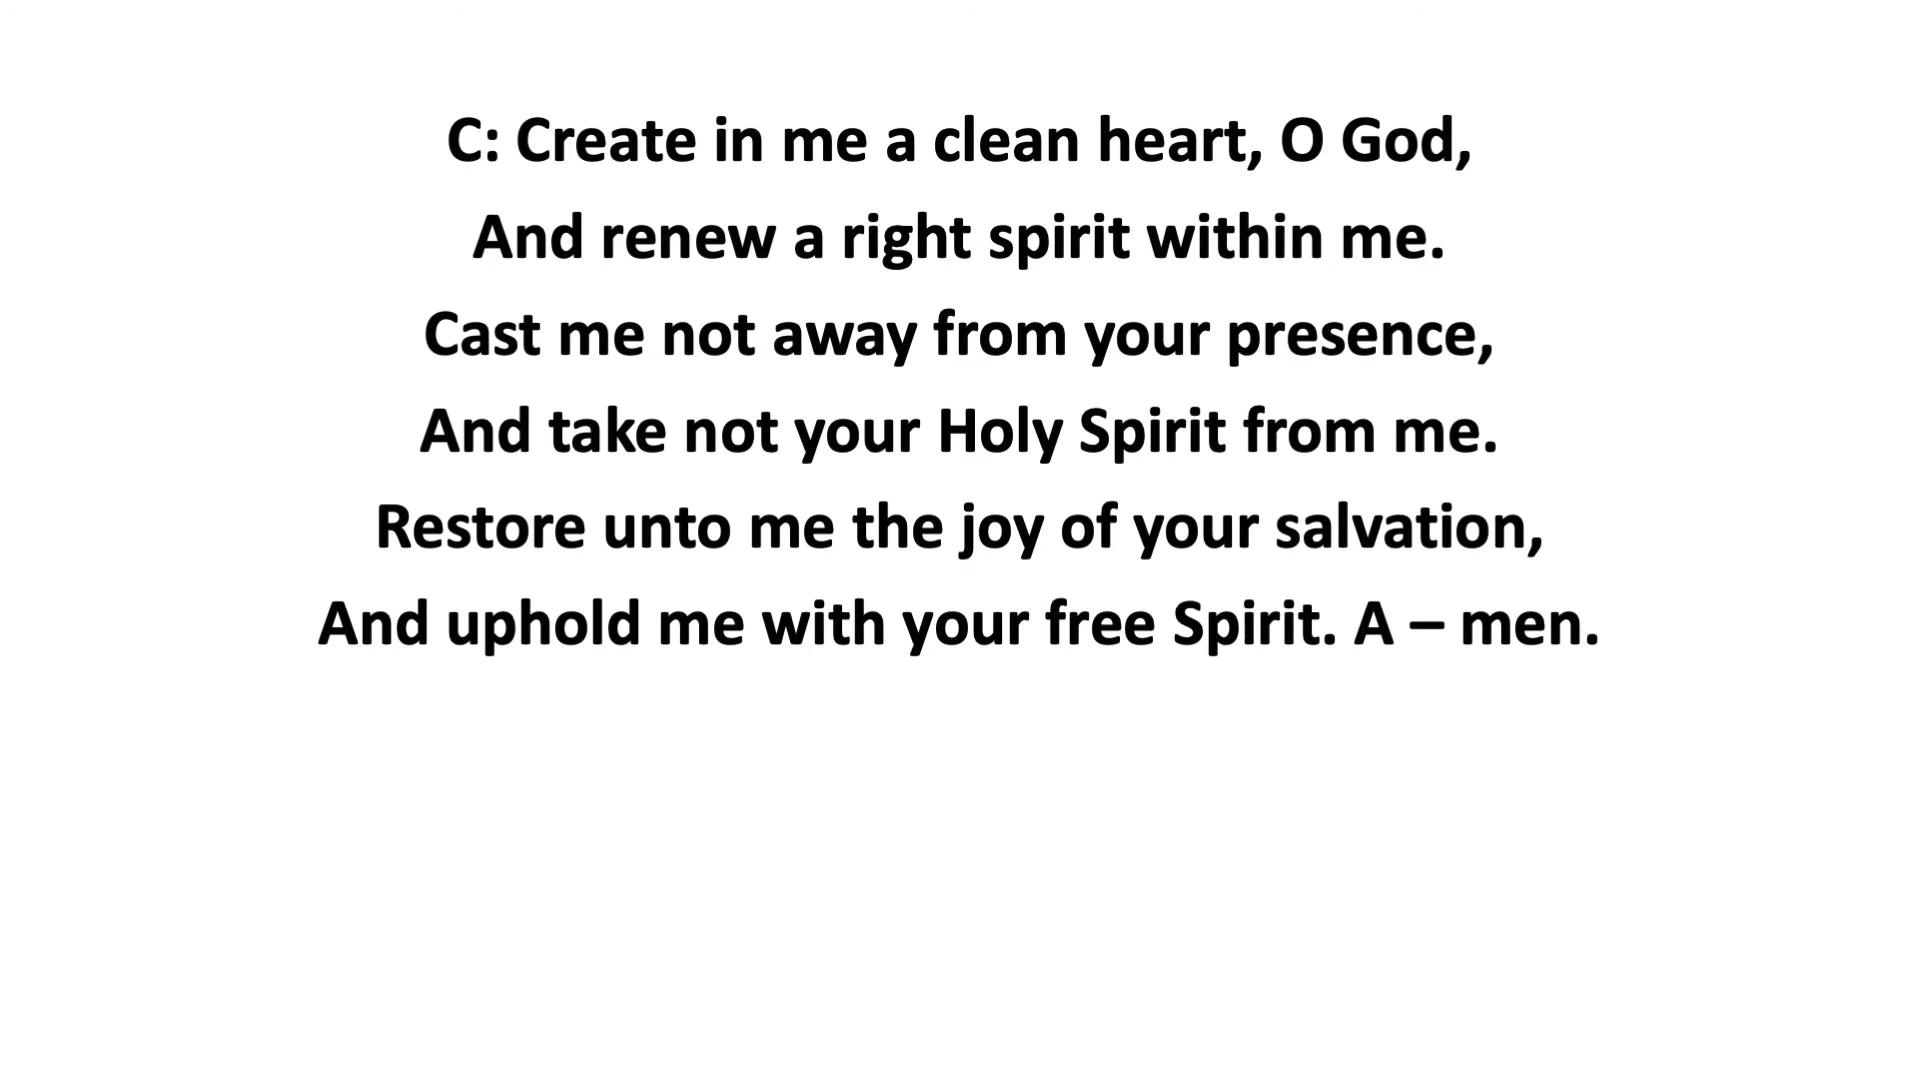 C: Create in me a clean heart, O God,
And renew a right spirit within me.
Cast me not away from your presence,
And take not your Holy Spirit from me.
Restore unto me the joy of your salvation,
And uphold me with your free Spirit. A – men.